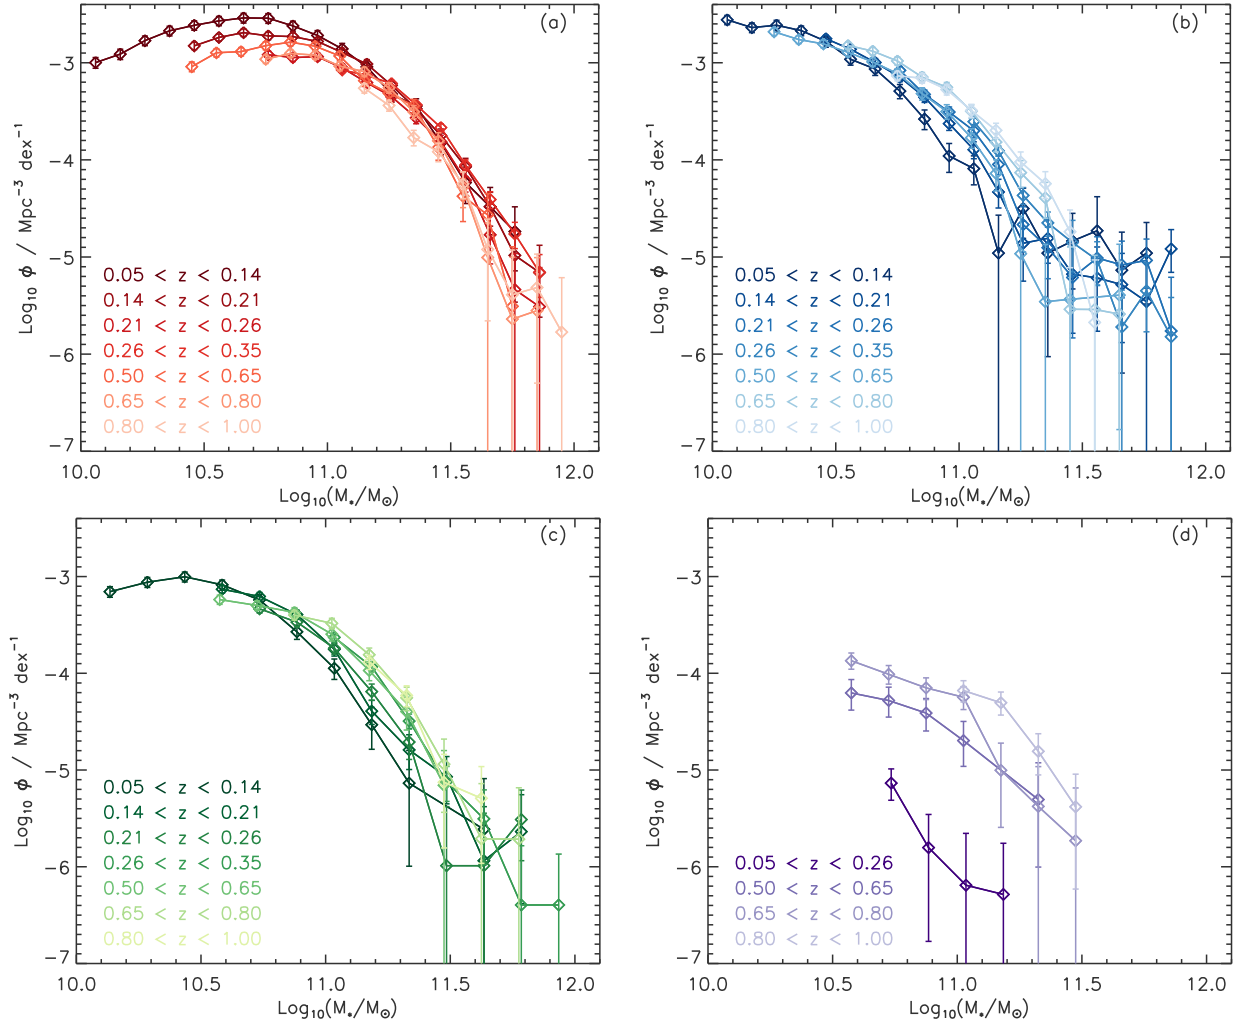 (a)
−3
−4
−5
−6
−7
Log₁₀ ϕ / Mpc⁻³ dex⁻¹
0.05 < z < 0.14
0.14 < z < 0.21
0.21 < z < 0.26
0.26 < z < 0.35
0.50 < z < 0.65
0.65 < z < 0.80
0.80 < z < 1.00
10.0 10.5 11.0 11.5 12.0
Log₁₀(M*/M☉)
(b)
−3
−4
−5
−6
−7
Log₁₀ ϕ / Mpc⁻³ dex⁻¹
0.05 < z < 0.14
0.14 < z < 0.21
0.21 < z < 0.26
0.26 < z < 0.35
0.50 < z < 0.65
0.65 < z < 0.80
0.80 < z < 1.00
10.0 10.5 11.0 11.5 12.0
Log₁₀(M*/M☉)
(c)
−3
−4
−5
−6
−7
Log₁₀ ϕ / Mpc⁻³ dex⁻¹
0.05 < z < 0.14
0.14 < z < 0.21
0.21 < z < 0.26
0.26 < z < 0.35
0.50 < z < 0.65
0.65 < z < 0.80
0.80 < z < 1.00
10.0 10.5 11.0 11.5 12.0
Log₁₀(M*/M☉)
(d)
−3
−4
−5
−6
−7
Log₁₀ ϕ / Mpc⁻³ dex⁻¹
0.05 < z < 0.26
0.50 < z < 0.65
0.65 < z < 0.80
0.80 < z < 1.00
10.0 10.5 11.0 11.5 12.0
Log₁₀(M*/M☉)